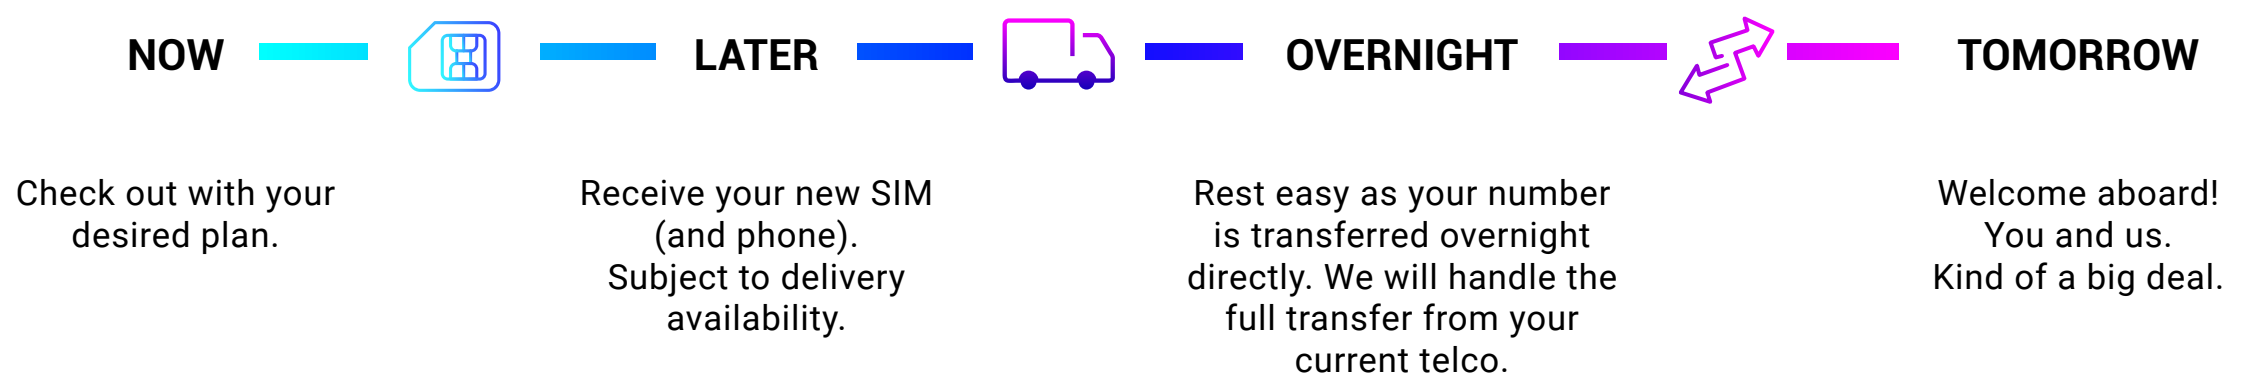 NOW
LATER
OVERNIGHT
TOMORROW
Check out with your
desired plan.
Receive your new SIM
(and phone).
Subject to delivery
availability.
Rest easy as your number
is transferred overnight
directly. We will handle the
full transfer from your
current telco.
Welcome aboard!
You and us.
Kind of a big deal.